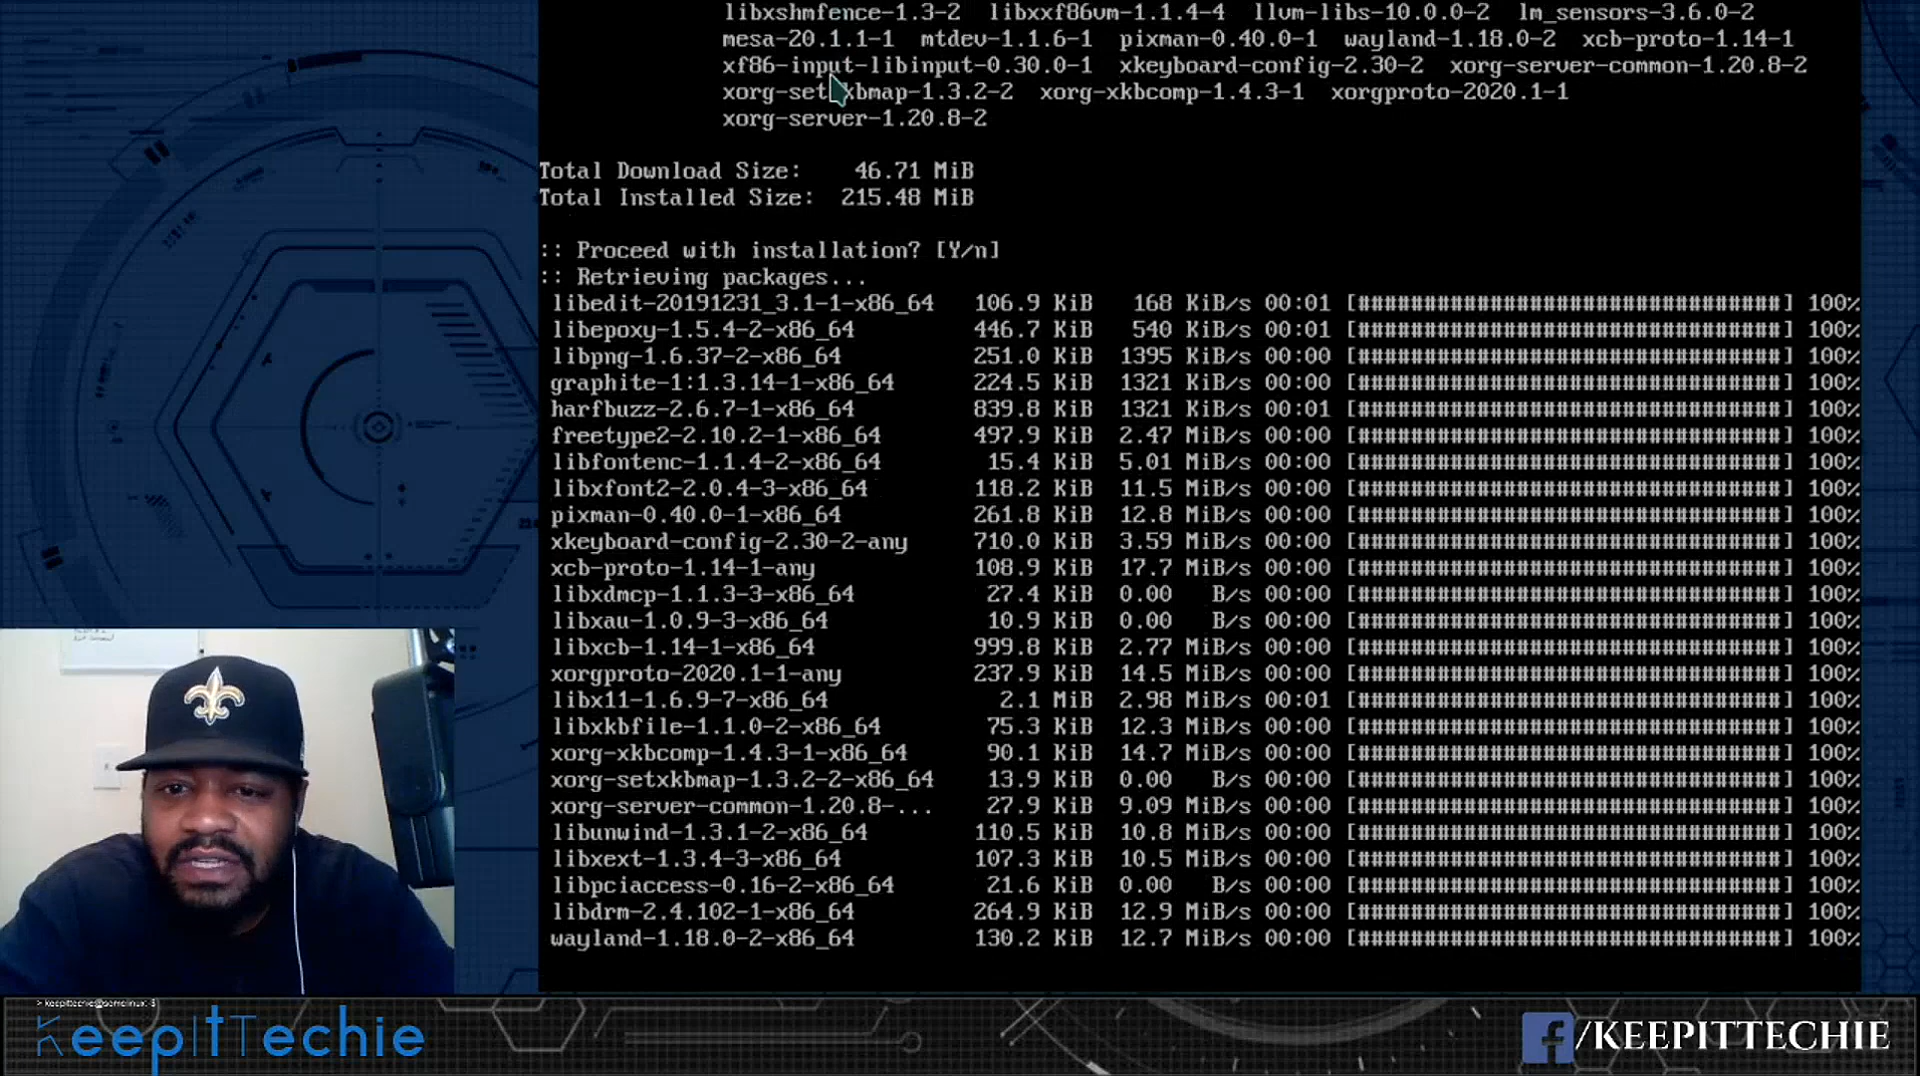 libxshmfence-1.3-2 libxxf86vm-1.1.4-4 llvm-libs-10.0.0-2 lm_sensors-3.6.0-2
mesa-20.1.1-1 mtdev-1.1.6-1 pixman-0.40.0-1 wayland-1.18.0-2 xcb-proto-1.14-1
xf86-input-libinput-0.30.0-1 xkeyboard-config-2.30-2 xorg-server-common-1.20.8-2
xorg-setxkbmap-1.3.2-2 xorg-xkbcomp-1.4.3-1 xorgproto-2020.1-1
xorg-server-1.20.8-2
Total Download Size: 46.71 MiB
Total Installed Size: 215.48 MiB
:: Proceed with installation? [Y/n]
:: Retrieving packages...
libedit-20191231_3.1-1-x86_64 106.9 KiB 168 KiB/s 00:01 [#################################] 100%
libepoxy-1.5.4-2-x86_64 446.7 KiB 540 KiB/s 00:01 [#################################] 100%
libpng-1.6.37-2-x86_64 251.0 KiB 1395 KiB/s 00:00 [#################################] 100%
graphite-1:1.3.14-1-x86_64 224.5 KiB 1321 KiB/s 00:00 [#################################] 100%
harfbuzz-2.6.7-1-x86_64 839.8 KiB 1321 KiB/s 00:01 [#################################] 100%
freetype2-2.10.2-1-x86_64 497.9 KiB 2.47 MiB/s 00:00 [#################################] 100%
libfontenc-1.1.4-2-x86_64 15.4 KiB 5.01 MiB/s 00:00 [#################################] 100%
libxfont2-2.0.4-3-x86_64 118.2 KiB 11.5 MiB/s 00:00 [#################################] 100%
pixman-0.40.0-1-x86_64 261.8 KiB 12.8 MiB/s 00:00 [#################################] 100%
xkeyboard-config-2.30-2-any 710.0 KiB 3.59 MiB/s 00:00 [#################################] 100%
xcb-proto-1.14-1-any 108.9 KiB 17.7 MiB/s 00:00 [#################################] 100%
libxdmcp-1.1.3-3-x86_64 27.4 KiB 0.00 B/s 00:00 [#################################] 100%
libxau-1.0.9-3-x86_64 10.9 KiB 0.00 B/s 00:00 [#################################] 100%
libxcb-1.14-1-x86_64 999.8 KiB 2.77 MiB/s 00:00 [#################################] 100%
xorgproto-2020.1-1-any 237.9 KiB 14.5 MiB/s 00:00 [#################################] 100%
libx11-1.6.9-7-x86_64 2.1 MiB 2.98 MiB/s 00:01 [#################################] 100%
libxkbfile-1.1.0-2-x86_64 75.3 KiB 12.3 MiB/s 00:00 [#################################] 100%
xorg-xkbcomp-1.4.3-1-x86_64 90.1 KiB 14.7 MiB/s 00:00 [#################################] 100%
xorg-setxkbmap-1.3.2-2-x86_64 13.9 KiB 0.00 B/s 00:00 [#################################] 100%
xorg-server-common-1.20.8-... 27.9 KiB 9.09 MiB/s 00:00 [#################################] 100%
libunwind-1.3.1-2-x86_64 110.5 KiB 10.8 MiB/s 00:00 [#################################] 100%
libxext-1.3.4-3-x86_64 107.3 KiB 10.5 MiB/s 00:00 [#################################] 100%
libpciaccess-0.16-2-x86_64 21.6 KiB 0.00 B/s 00:00 [#################################] 100%
libdrm-2.4.102-1-x86_64 264.9 KiB 12.9 MiB/s 00:00 [#################################] 100%
wayland-1.18.0-2-x86_64 130.2 KiB 12.7 MiB/s 00:00 [#################################] 100%
> keepittechie@somelinux:-$
KeepItTechie
f/KEEPITTECHIE